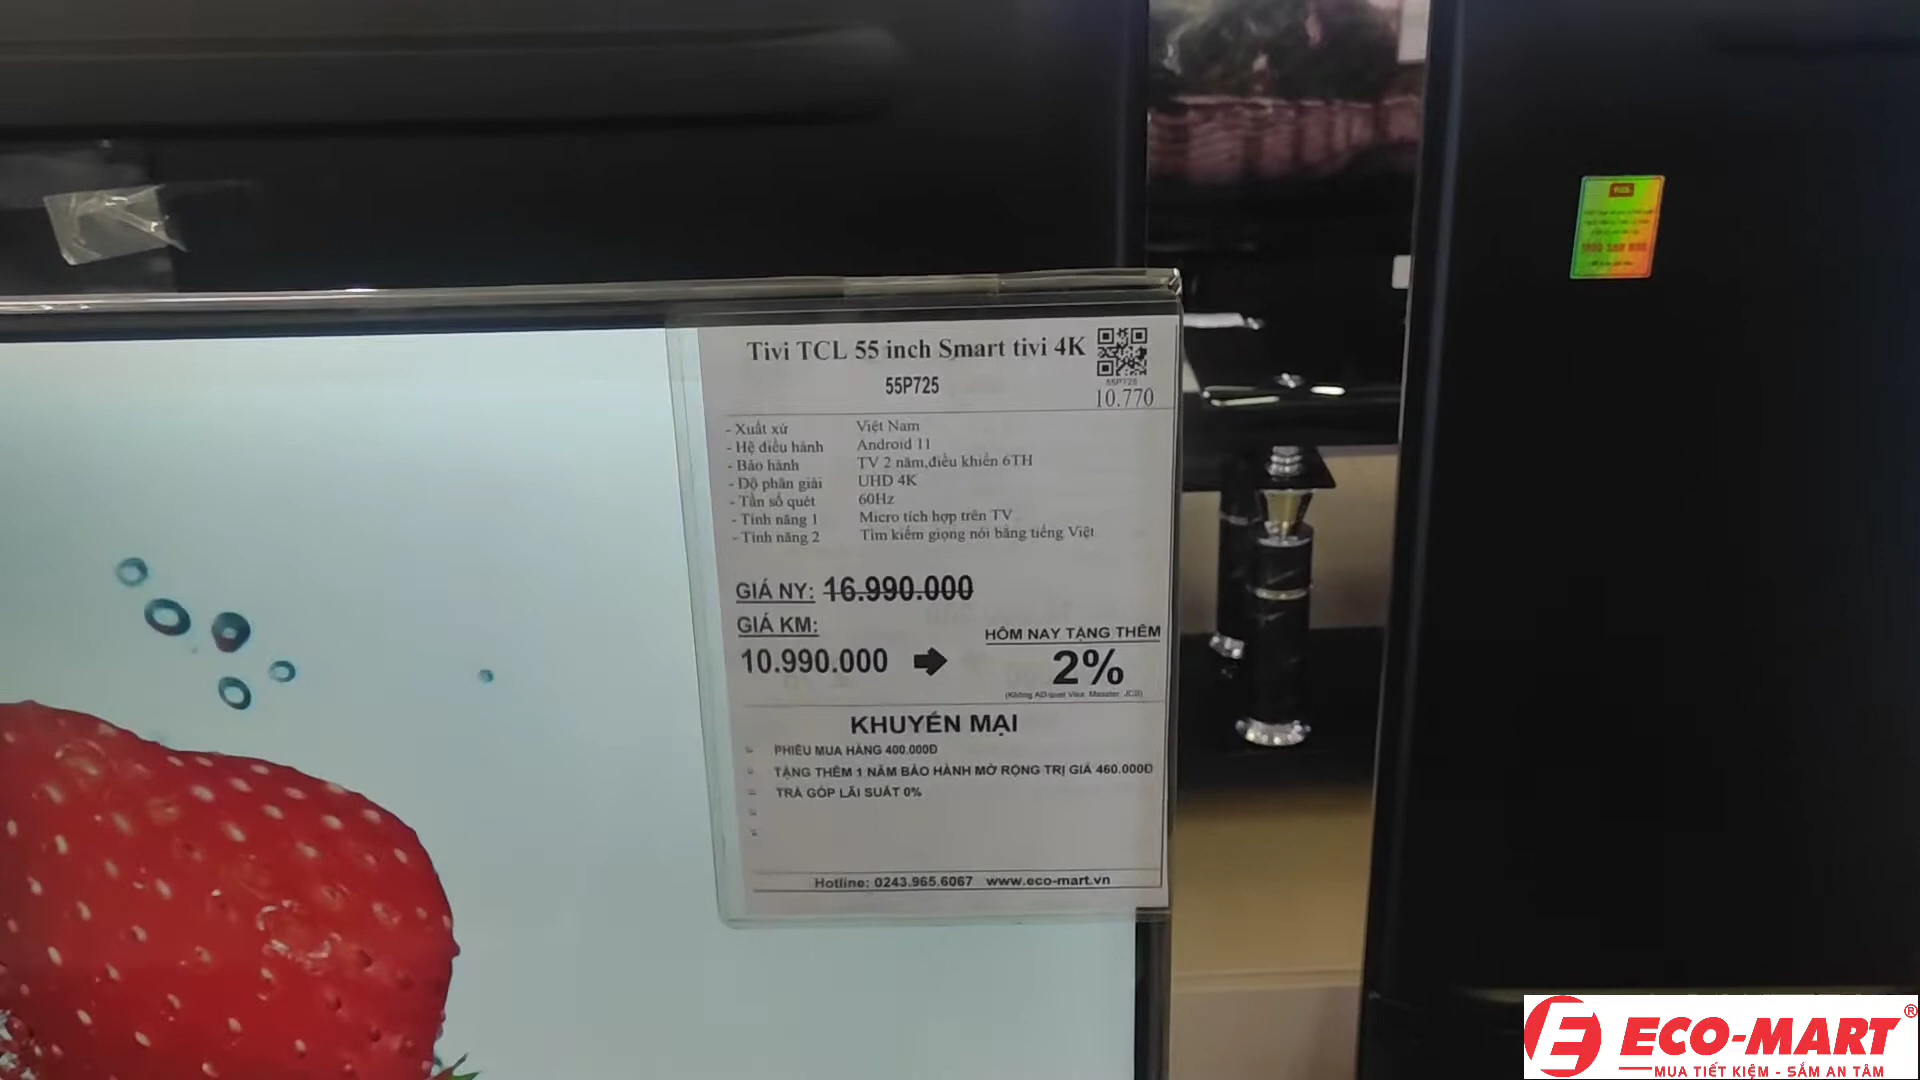 Tivi TCL 55 inch Smart tivi 4K
55P725
55P725
10.770
- Xuất xứ Việt Nam
- Hệ điều hành Android 11
- Bảo hành TV 2 năm,điều khiển 6TH
- Độ phân giải UHD 4K
- Tần số quét 60Hz
- Tính năng 1 Micro tích hợp trên TV
- Tính năng 2 Tìm kiếm giọng nói bằng tiếng Việt
GIÁ NY: 16.990.000
GIÁ KM:
10.990.000
HÔM NAY TẶNG THÊM
2%
KHUYẾN MẠI
PHIẾU MUA HÀNG 400.000Đ
TẶNG THÊM 1 NĂM BẢO HÀNH MỞ RỘNG TRỊ GIÁ 460.000Đ
TRẢ GÓP LÃI SUẤT 0%
Hotline: 0243.965.6067 www.eco-mart.vn
TCL
ECO-MART®
MUA TIẾT KIỆM - SẮM AN TÂM